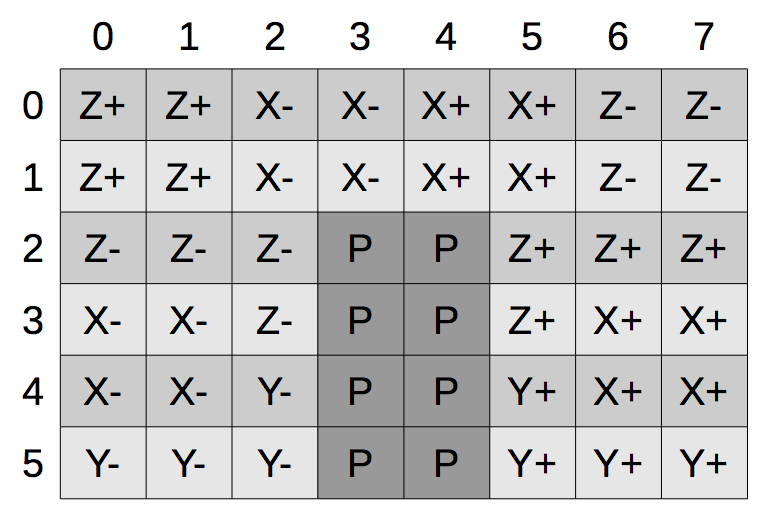 0 1 2 3 4 5 6 7
0 Z+ Z+ X- X- X+ X+ Z- Z-
1 Z+ Z+ X- X- X+ X+ Z- Z-
2 Z- Z- Z- P P Z+ Z+ Z+
3 X- X- Z- P P Z+ X+ X+
4 X- X- Y- P P Y+ X+ X+
5 Y- Y- Y- P P Y+ Y+ Y+